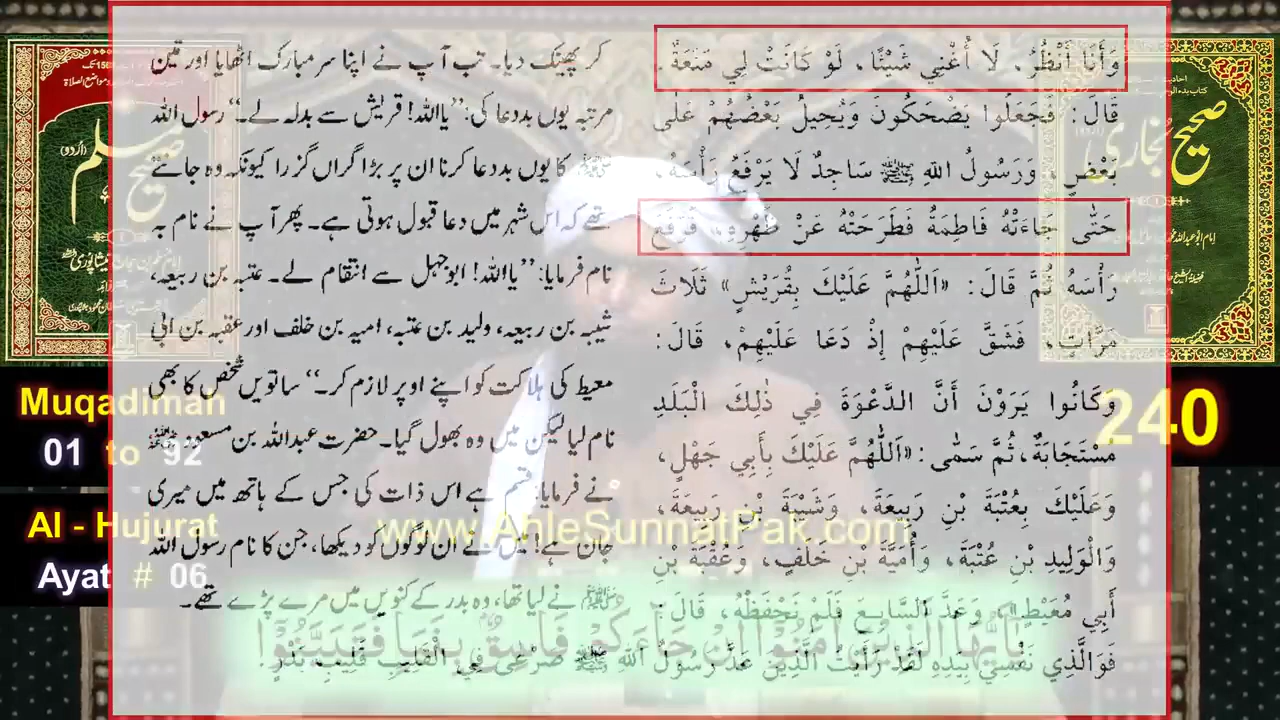 وَأَنَا أَنْظُرُ، لَا أُغْنِي شَيْئًا، لَوْ كَانَتْ لِي مَنَعَةٌ.
قَالَ: فَجَعَلُوا يَضْحَكُونَ وَيُحِيلُ بَعْضُهُمْ عَلَى
بَعْضٍ، وَرَسُولُ اللهِ ﷺ سَاجِدٌ لَا يَرْفَعُ رَأْسَهُ،
حَتَّى جَاءَتْهُ فَاطِمَةُ فَطَرَحَتْهُ عَنْ ظَهْرِهِ، فَرَفَعَ
رَأْسَهُ ثُمَّ قَالَ: «اَللّٰهُمَّ عَلَيْكَ بِقُرَيْشٍ» ثَلَاثَ
مَرَّاتٍ، فَشَقَّ عَلَيْهِمْ إِذْ دَعَا عَلَيْهِمْ، قَالَ:
وَكَانُوا يَرَوْنَ أَنَّ الدَّعْوَةَ فِي ذٰلِكَ الْبَلَدِ
مُسْتَجَابَةٌ، ثُمَّ سَمَّى: «اَللّٰهُمَّ عَلَيْكَ بِأَبِي جَهْلٍ،
وَعَلَيْكَ بِعُتْبَةَ بْنِ رَبِيعَةَ، وَشَيْبَةَ بْنِ رَبِيعَةَ،
وَالْوَلِيدِ بْنِ عُتْبَةَ، وَأُمَيَّةَ بْنِ خَلَفٍ، وَعُقْبَةَ بْنِ
أَبِي مُعَيْطٍ»، وَعَدَّ السَّابِعَ فَلَمْ نَحْفَظْهُ، قَالَ:
فَوَالَّذِي نَفْسِي بِيَدِهِ لَقَدْ رَأَيْتُ الَّذِينَ عَدَّ رَسُولُ اللهِ ﷺ صَرْعَى فِي الْقَلِيبِ قَلِيبِ بَدْرٍ.
کر پھینک دیا۔ تب آپ نے اپنا سر مبارک اٹھایا اور تین
مرتبہ یوں بددعا کی: ’’یااللہ! قریش سے بدلہ لے۔‘‘ رسول اللہ
ﷺ کا یوں بددعا کرنا ان پر بڑا گراں گزرا کیونکہ وہ جانتے
تھے کہ اس شہر میں دعا قبول ہوتی ہے۔ پھر آپ نے نام بہ
نام فرمایا: ’’یااللہ! ابوجہل سے انتقام لے۔ عتبہ بن ربیعہ،
شیبہ بن ربیعہ، ولید بن عتبہ، امیہ بن خلف اور عقبہ بن ابی
معیط کی ہلاکت کو اپنے اوپر لازم کر۔‘‘ ساتویں شخص کا بھی
نام لیا لیکن میں وہ بھول گیا۔ حضرت عبداللہ بن مسعود ﷺ
نے فرمایا: قسم ہے اس ذات کی جس کے ہاتھ میں میری
جان ہے! میں نے ان لوگوں کو دیکھا، جن کا نام رسول اللہ
ﷺ نے لیا تھا، وہ بدر کے کنویں میں مرے پڑے تھے۔
صحیح بخاری
صحیح مسلم
(اُردو)
Muqadimah
01 to 92
Al - Hujurat
Ayat # 06
240
www.AhleSunnatPak.com
يٰٓاَيُّهَا الَّذِيْنَ اٰمَنُوْٓا اِنْ جَآءَكُمْ فَاسِقٌۢ بِنَبَاٍ فَتَبَيَّنُوْٓا